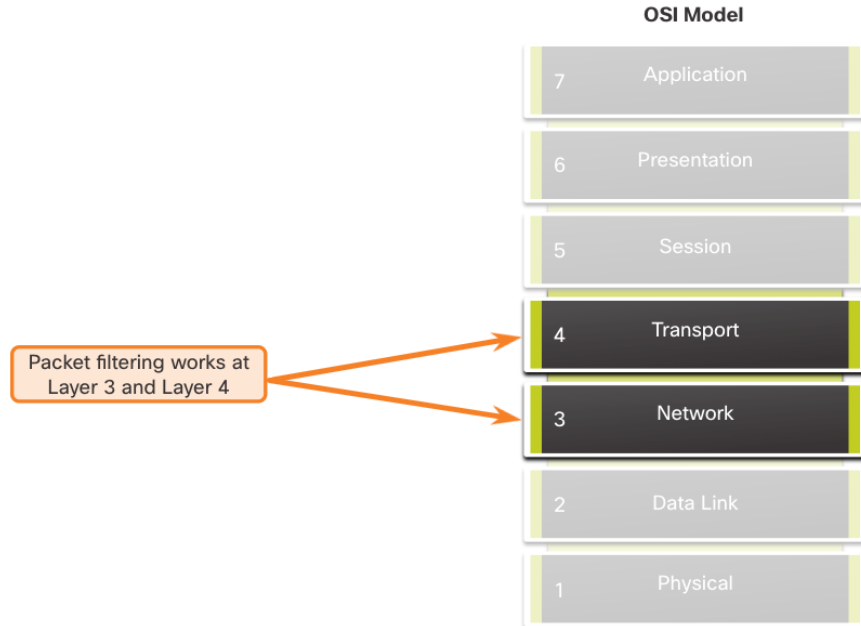 OSI Model
7 Application
6 Presentation
5 Session
4 Transport
Packet filtering works at
Layer 3 and Layer 4
3 Network
2 Data Link
1 Physical